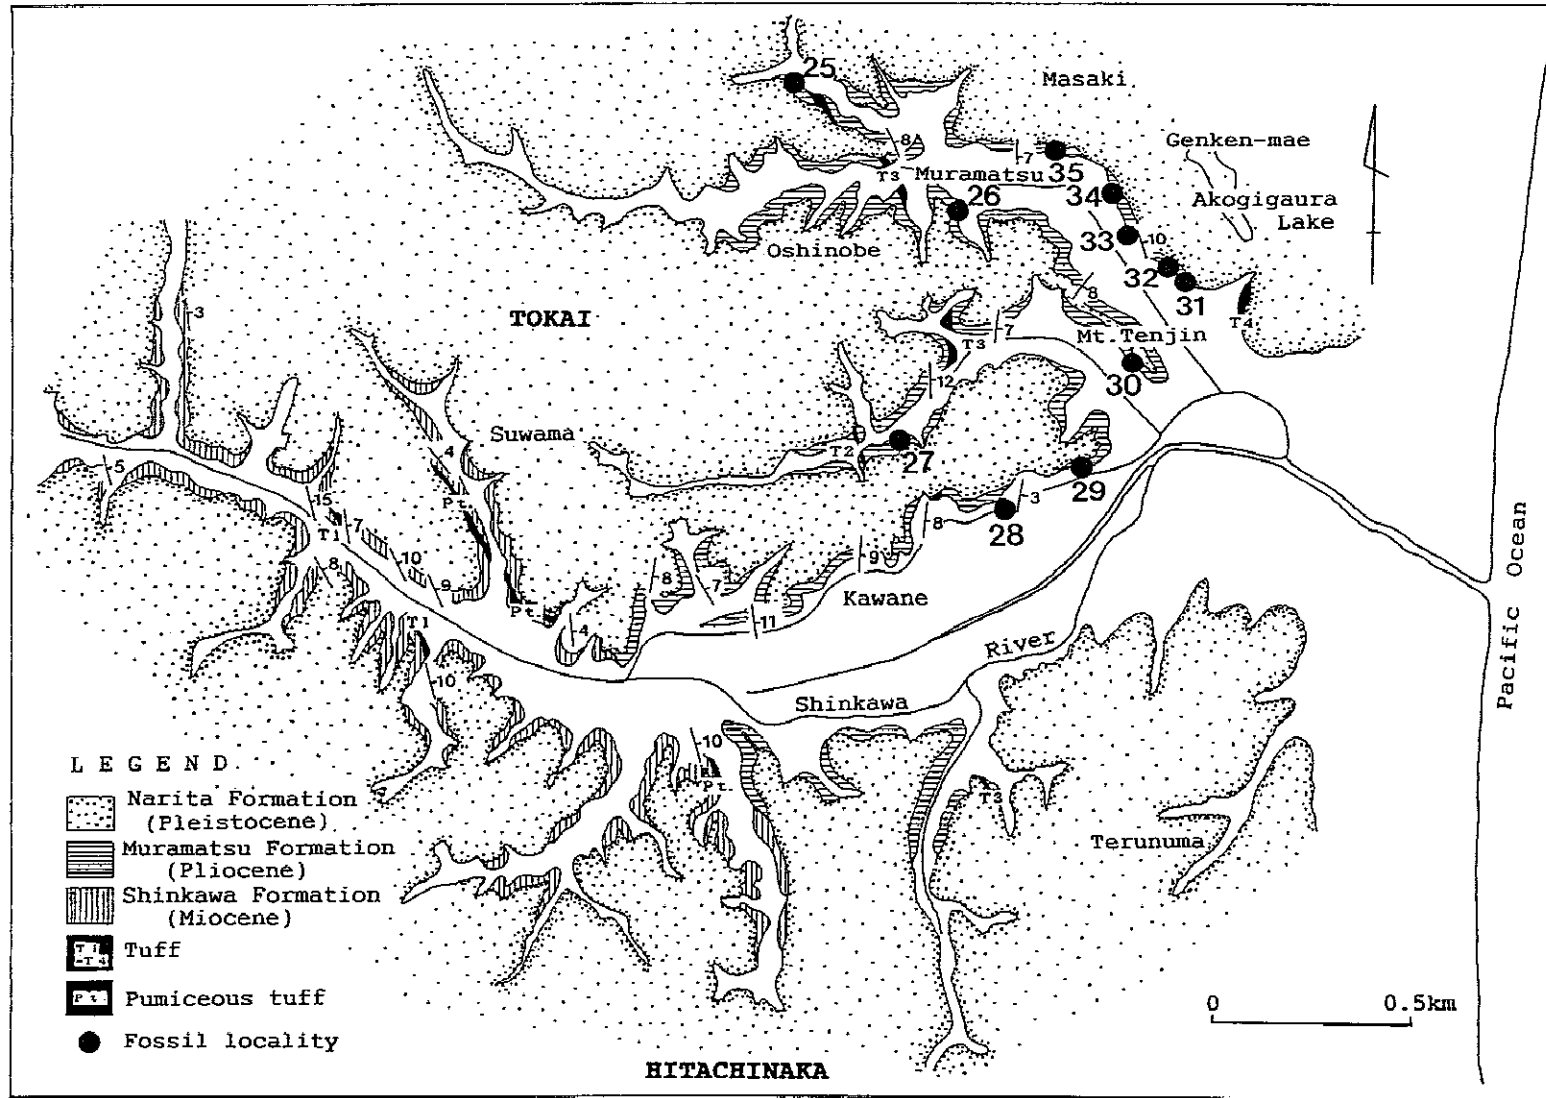 25
Masaki
8
7
35
Genken-mae
T3
Muramatsu
34
Akogigaura
Lake
26
33
10
Oshinobe
32
31
8
T4
3
TOKAI
7
T3
Mt.Tenjin
30
12
Suwama
4
T2
27
5
29
Pt
3
15
T1
7
28
8
10
9
8
9
8
7
Pt
Kawane
T1
4
11
River
10
Shinkawa
Pacific Ocean
10
Pt
T3
Terunuma
LEGEND
Narita Formation
(Pleistocene)
Muramatsu Formation
(Pliocene)
Shinkawa Formation
(Miocene)
T1
-T4
Tuff
Pt
Pumiceous tuff
Fossil locality
0 0.5km
HITACHINAKA